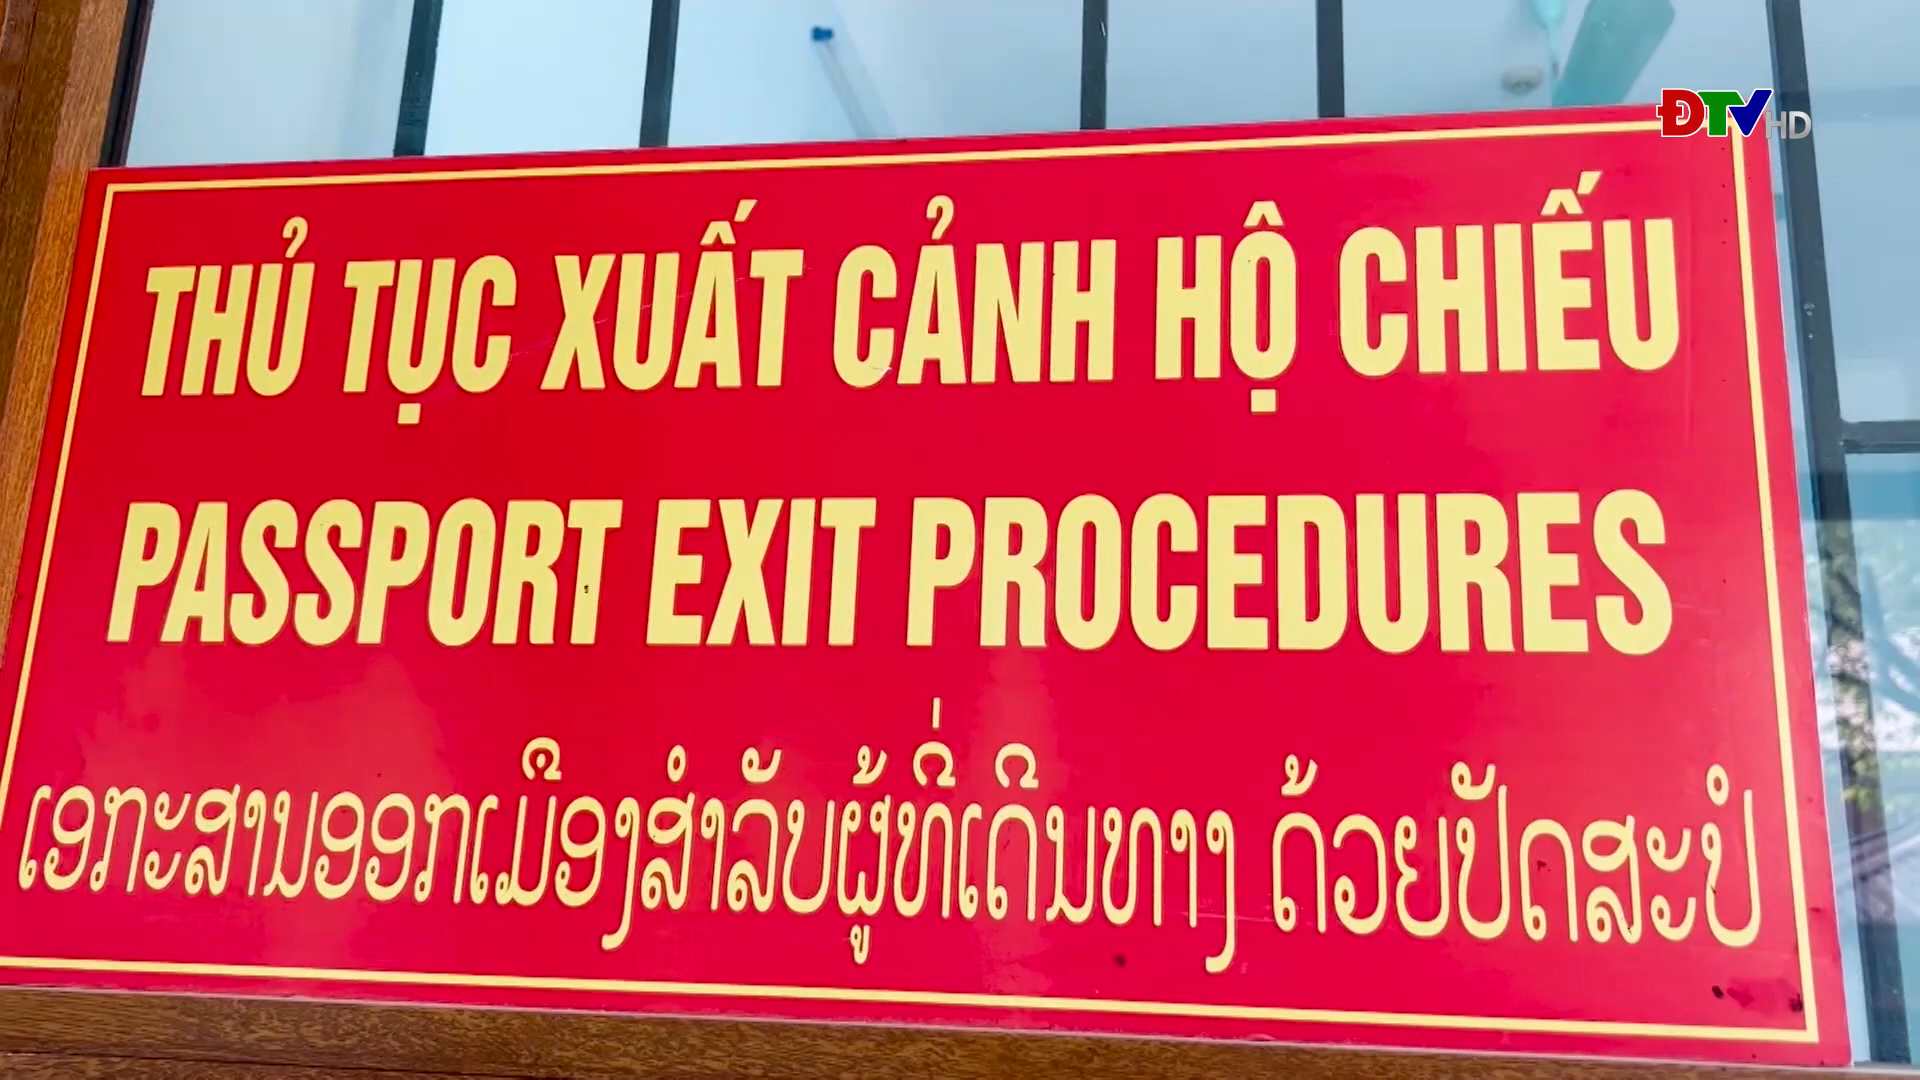 ĐTV HD
THỦ TỤC XUẤT CẢNH HỘ CHIẾU
PASSPORT EXIT PROCEDURES
ເອກະສານອອກເມືອງສຳລັບຜູ້ທີ່ເດີນທາງ ດ້ວຍປັດສະປໍ